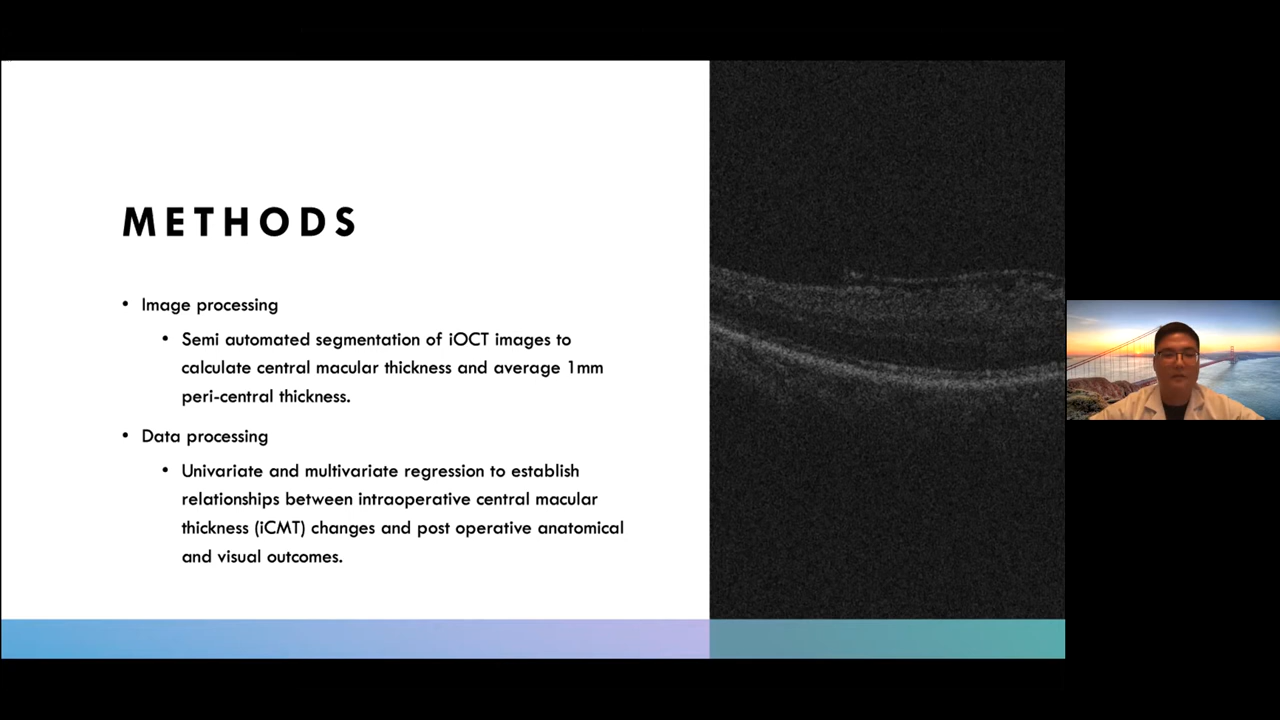 METHODS
• Image processing
• Semi automated segmentation of iOCT images to
calculate central macular thickness and average 1mm
peri-central thickness.
• Data processing
• Univariate and multivariate regression to establish
relationships between intraoperative central macular
thickness (iCMT) changes and post operative anatomical
and visual outcomes.